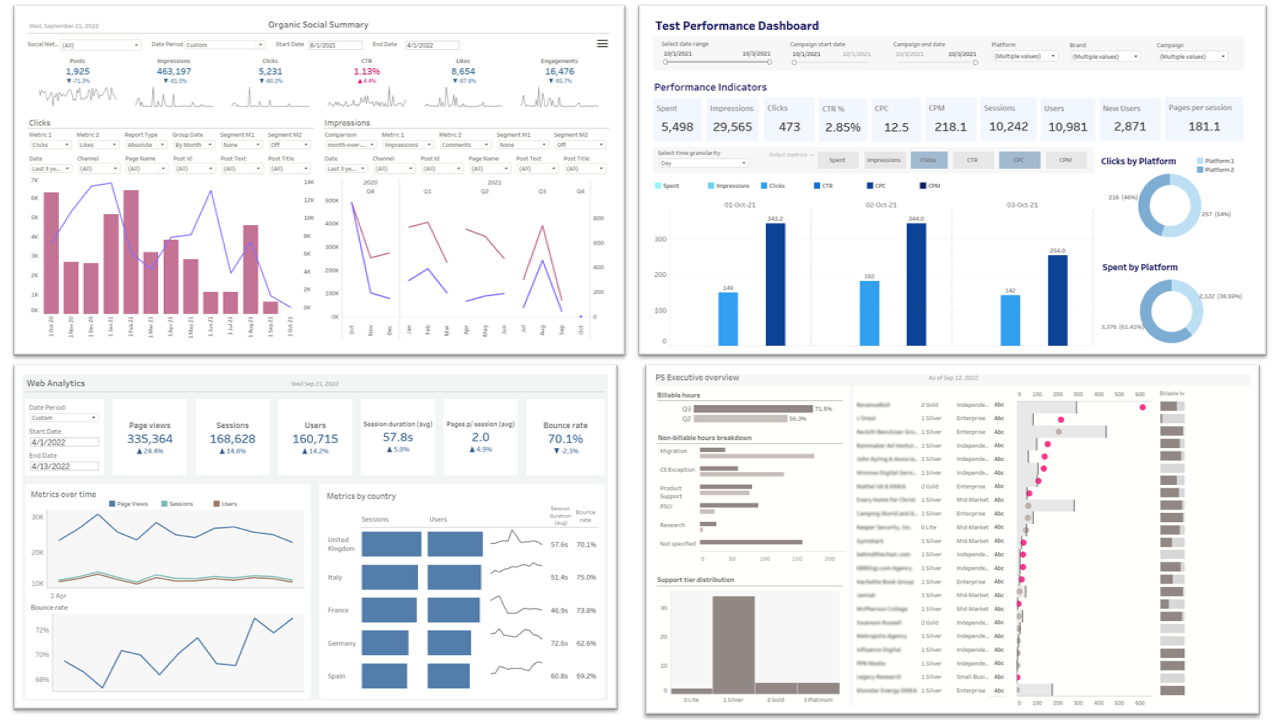 Wed, September 21, 2022
Organic Social Summary
Social Net.. (All) Date Period Custom Start Date 8/1/2021 End Date 4/1/2022
Posts Impressions Clicks CTR Likes Engagements
1,925 463,197 5,231 1.13% 8,654 16,476
▼-71.3% ▼-81.0% ▼-80.2% ▲4.4% ▼-87.8% ▼-85.7%
Clicks
Metric 1 Metric 2 Report Type Group Date Segment M1 Segment M2
Clicks Likes Absolute By Month None Off
Date Channel Page Name Post Id Post Text Post Title
Last 3 ye... (All) (All) (All) (All) (All)
7K 14K
6K 12K
5K 10K
4K 8K
6K
3K
2K 4K
1K 2K
0K 0K
1 Oct 20 1 Nov 20 1 Dec 20 1 Jan 21 1 Feb 21 1 Mar 21 1 Apr 21 1 May 21 1 Jun 21 1 Jul 21 1 Aug 21 1 Sep 21 1 Oct 21
Impressions
Comparison Metric 1 Metric 2 Segment M1 Segment M2
month-over-... Impressions Comments None Off
Date Channel Post Id Page Name Post Text Post Title
Last 3 ye... (All) (All) (All) (All) (All)
2020 2021
Q4 Q1 Q2 Q3 Q4
500K
400K 800
300K 600
200K 400
100K 200
0K 0
Oct Nov Dec Jan Feb Mar Apr May Jun Jul Aug Sep Oct
Test Performance Dashboard
Select date range Campaign start date Campaign end date Platform Brand Campaign
10/1/2021 10/3/2021 10/1/2021 10/1/2021 10/3/2021 10/3/2021 (Multiple values) (Multiple values) (Multiple values)
Performance Indicators
Spent Impressions Clicks CTR % CPC CPM Sessions Users New Users Pages per session
5,498 29,565 473 2.85% 12.5 218.1 10,242 10,981 2,871 181.1
Select time granularity
Day
Select metrics --
Spent Impressions Clicks CTR CPC CPM
Spent Impressions Clicks CTR CPC CPM
01-Oct-21 02-Oct-21 03-Oct-21
343.2 344.0
300
254.0
200
149 182 142
100
0
Clicks by Platform
Platform 1
Platform 2
216 (46%)
257 (54%)
Spent by Platform
2,122 (38.59%)
3,376 (61.41%)
Web Analytics
Wed Sep 21, 2022
Date Period
Custom
Start Date
4/1/2022
End Date
4/13/2022
Page views Sessions Users Session duration (avg) Pages p/ session (avg) Bounce rate
335,364 168,628 160,715 57.8s 2.0 70.1%
▲24.4% ▲14.8% ▲14.2% ▲5.8% ▲4.9% ▼-2.3%
Metrics over time
Page Views Sessions Users
30K
20K
10K
1 Apr
Bounce rate
72%
70%
68%
Metrics by country
Sessions Users
Session
duration
(avg)
Bounce
rate
United
Kingdom 57.6s 70.1%
Italy 51.4s 75.0%
France 46.9s 73.8%
Germany 72.6s 62.6%
Spain 60.8s 69.2%
PS Executive overview
As of Sep 12, 2022
Billable hours
Q3 71.8%
Q2 56.3%
Non-billable hours breakdown
Migration
CS Exception
Product
Support
PSCI
Research
Not specified
0 50 100 150 200
Support tier distribution
30
20
10
0
0 Lite 1 Silver 2 Gold 3 Platinum
0 100 200 300 400 500 600
Billable hr
2 Gold Independe.. Abc
1 Silver Enterprise Abc
1 Silver Enterprise Abc
1 Silver Independe.. Abc
1 Silver Independe.. Abc
1 Silver Independe.. Abc
2 Gold Enterprise Abc
1 Silver Mid-Market Abc
1 Silver Enterprise Abc
0 Lite Mid-Market Abc
1 Silver Mid-Market Abc
1 Silver Independe.. Abc
1 Silver Independe.. Abc
1 Silver Enterprise Abc
1 Silver Mid-Market Abc
1 Silver Mid-Market Abc
2 Gold Independe.. Abc
1 Silver Independe.. Abc
1 Silver Independe.. Abc
1 Silver Independe.. Abc
1 Silver Small Busi.. Abc
1 Silver Enterprise Abc
0 100 200 300 400 500 600